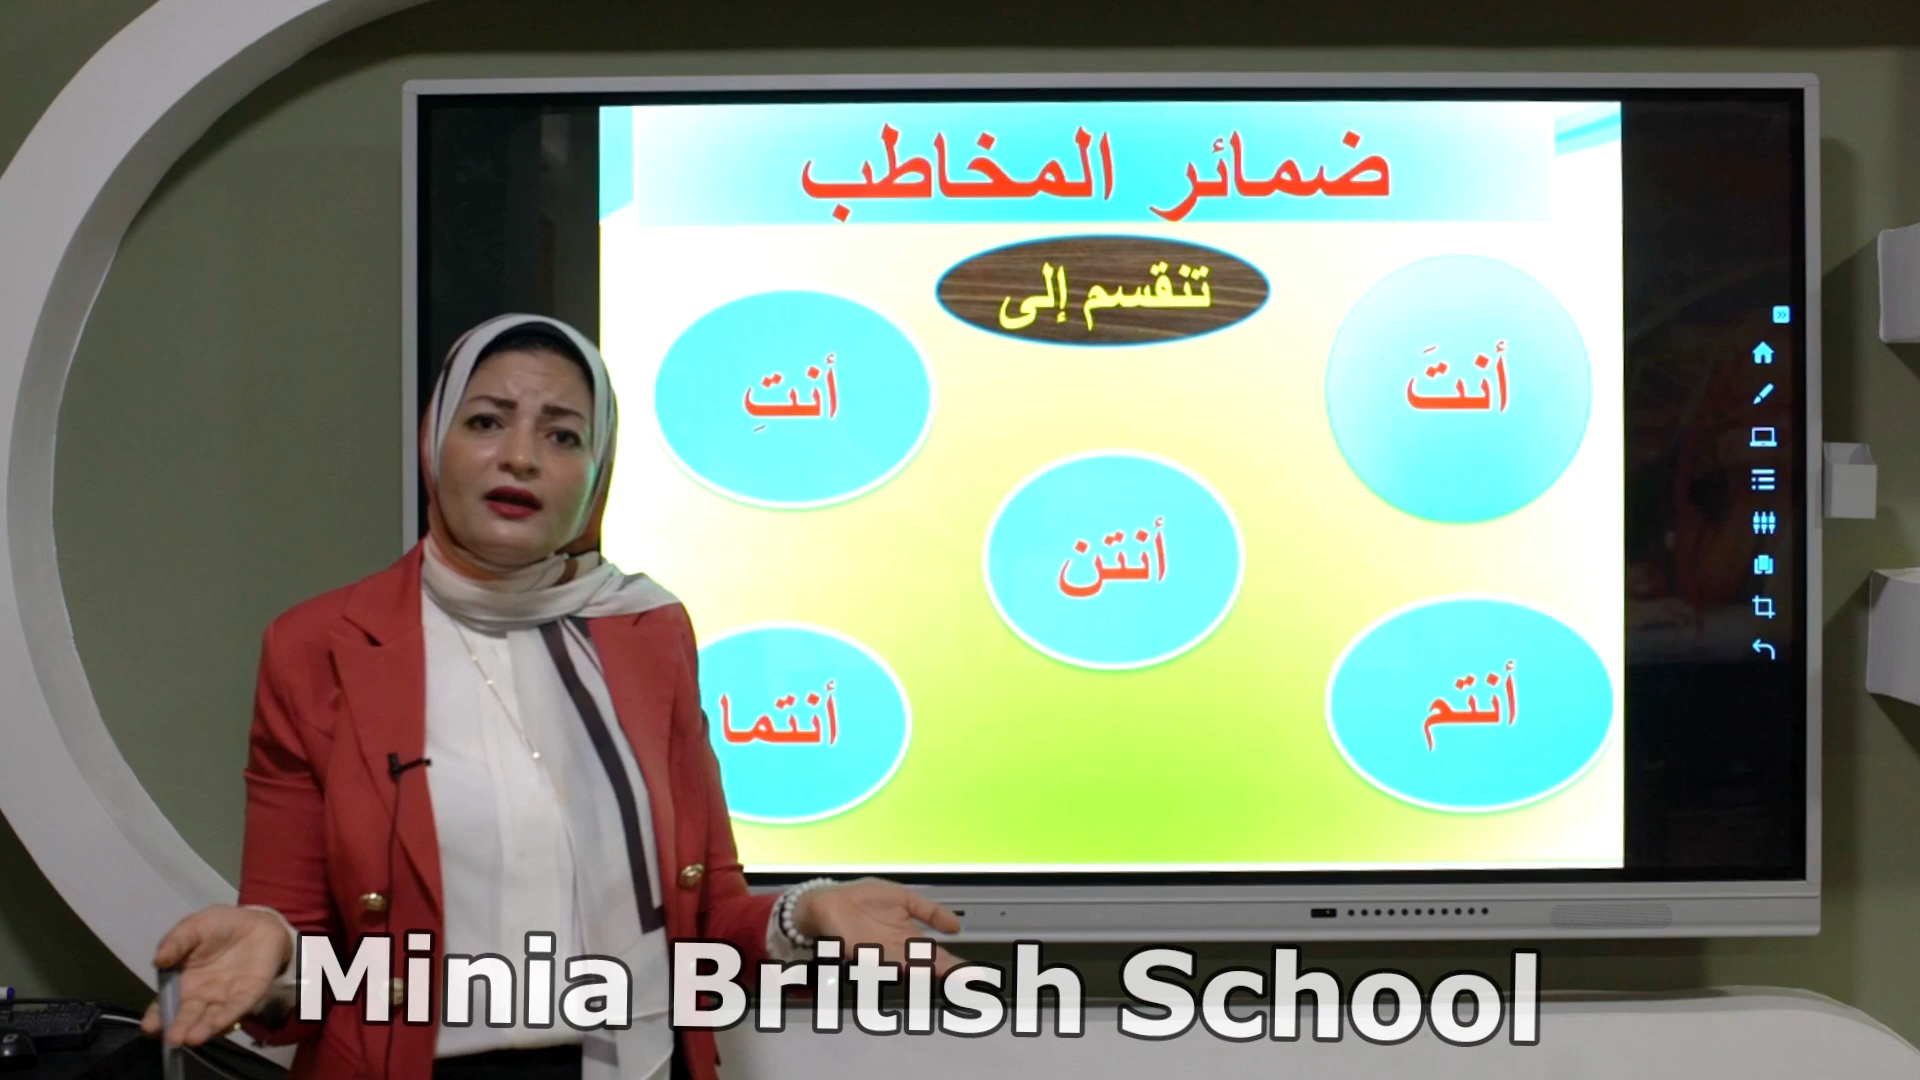 ضمائر المخاطب
تنقسم إلى
أنتَ
أنتِ
أنتن
أنتم
أنتما
Minia British School